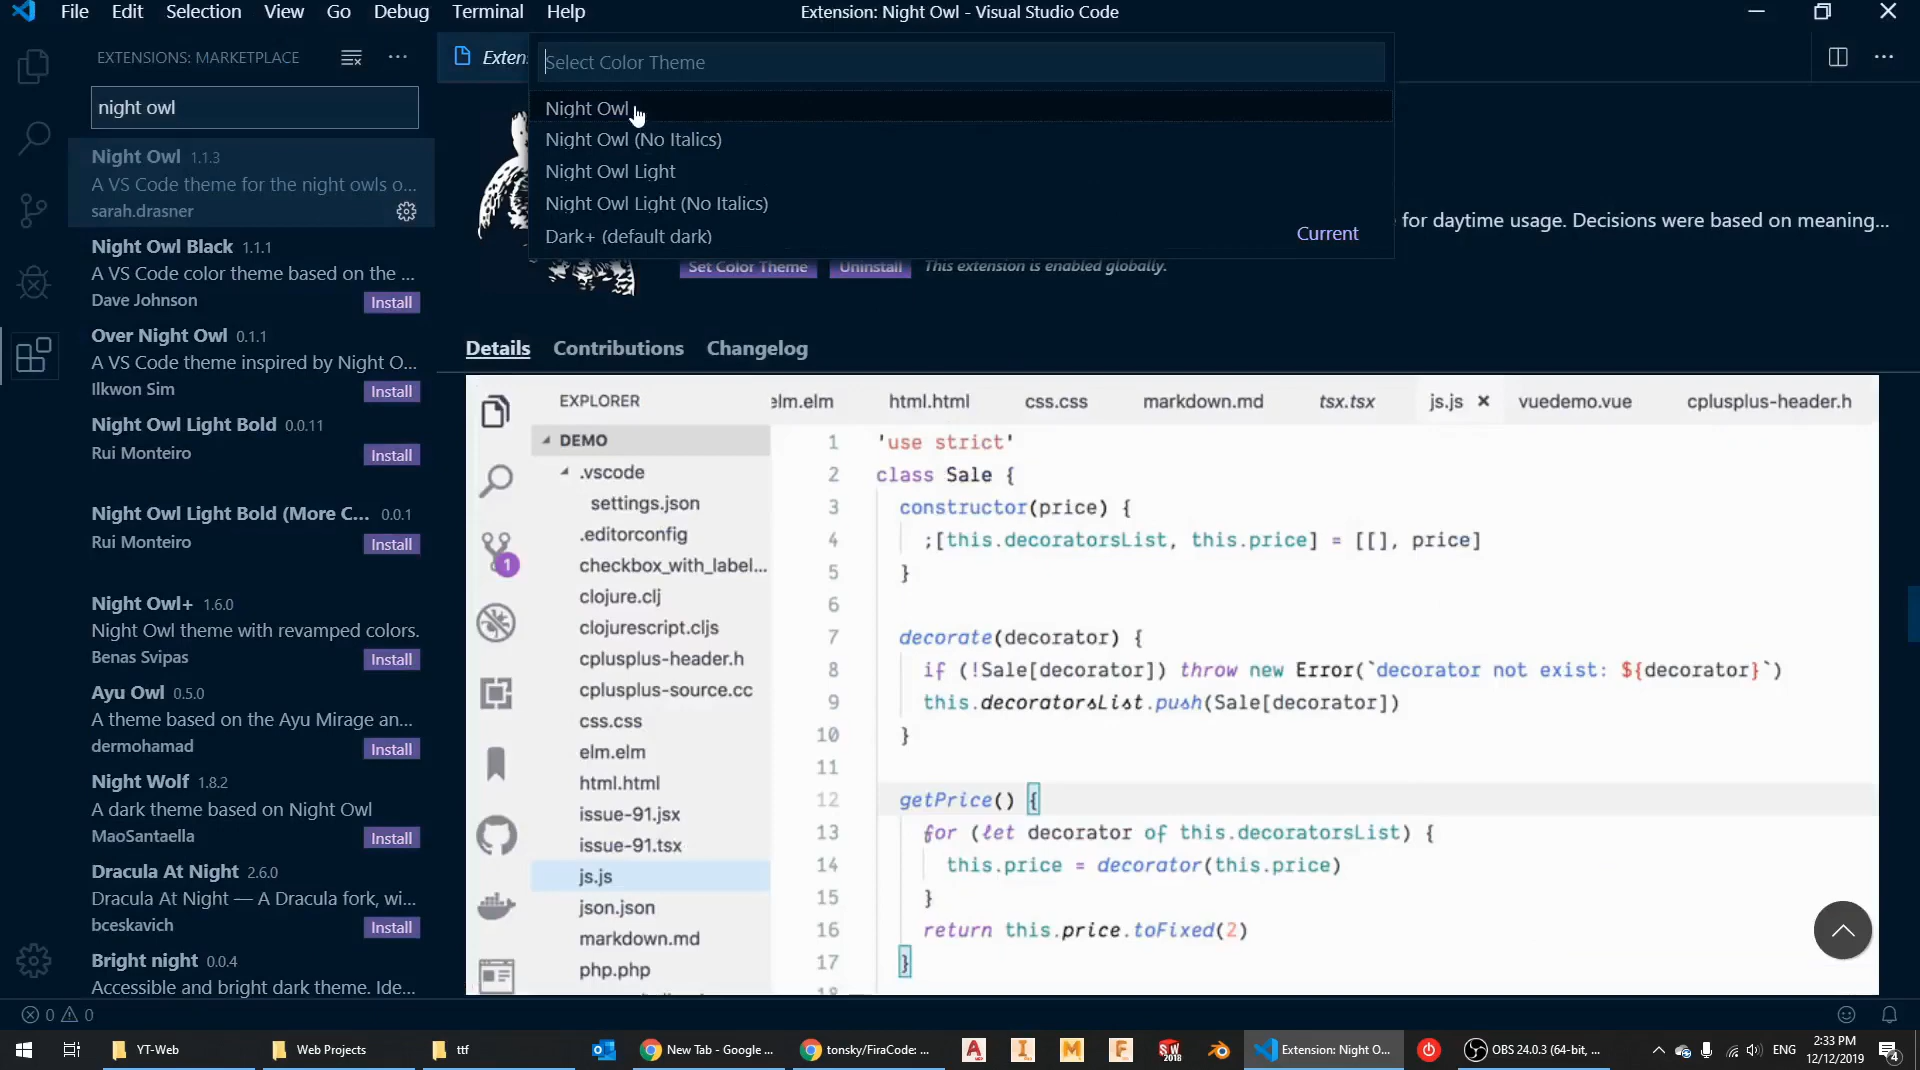 File Edit Selection View Go Debug Terminal Help
Extension: Night Owl - Visual Studio Code
EXTENSIONS: MARKETPLACE
night owl
Night Owl 1.1.3
A VS Code theme for the night owls o...
sarah.drasner
Night Owl Black 1.1.1
A VS Code color theme based on the ...
Dave Johnson
Install
Over Night Owl 0.1.1
A VS Code theme inspired by Night O...
Ilkwon Sim
Install
Night Owl Light Bold 0.0.11
Rui Monteiro
Install
Night Owl Light Bold (More C... 0.0.1
Rui Monteiro
Install
Night Owl+ 1.6.0
Night Owl theme with revamped colors.
Benas Svipas
Install
Ayu Owl 0.5.0
A theme based on the Ayu Mirage an...
dermohamad
Install
Night Wolf 1.8.2
A dark theme based on Night Owl
MaoSantaella
Install
Dracula At Night 2.6.0
Dracula At Night — A Dracula fork, wi...
bceskavich
Install
Bright night 0.0.4
Accessible and bright dark theme. Ide...
Exten
Select Color Theme
Night Owl
Night Owl (No Italics)
Night Owl Light
Night Owl Light (No Italics)
Dark+ (default dark)
Current
for daytime usage. Decisions were based on meaning...
Set Color Theme
Uninstall
This extension is enabled globally.
Details Contributions Changelog
EXPLORER
DEMO
.vscode
settings.json
.editorconfig
checkbox_with_label...
clojure.clj
clojurescript.cljs
cplusplus-header.h
cplusplus-source.cc
css.css
elm.elm
html.html
issue-91.jsx
issue-91.tsx
js.js
json.json
markdown.md
php.php
1
elm.elm html.html css.css markdown.md tsx.tsx js.js × vuedemo.vue cplusplus-header.h
1 'use strict'
2 class Sale {
3 constructor(price) {
4 ;[this.decoratorsList, this.price] = [[], price]
5 }
6
7 decorate(decorator) {
8 if (!Sale[decorator]) throw new Error(`decorator not exist: ${decorator}`)
9 this.decoratorsList.push(Sale[decorator])
10 }
11
12 getPrice() {
13 for (let decorator of this.decoratorsList) {
14 this.price = decorator(this.price)
15 }
16 return this.price.toFixed(2)
17 }
18
0 0
YT-Web
Web Projects
ttf
New Tab - Google ...
tonsky/FiraCode: ...
Extension: Night O...
OBS 24.0.3 (64-bit, ...
ENG
2:33 PM
12/12/2019
4